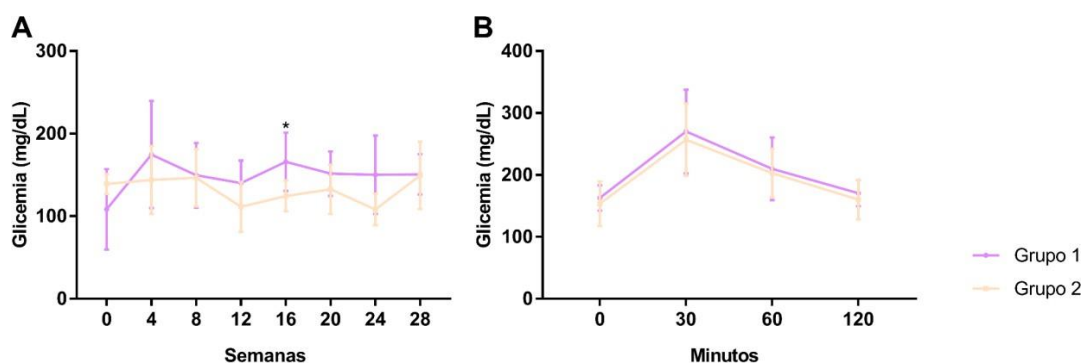 A
Glicemia (mg/dL)
300
200
100
0
*
0 4 8 12 16 20 24 28
Semanas
B
Glicemia (mg/dL)
400
300
200
100
0
0 30 60 120
Minutos
Grupo 1
Grupo 2